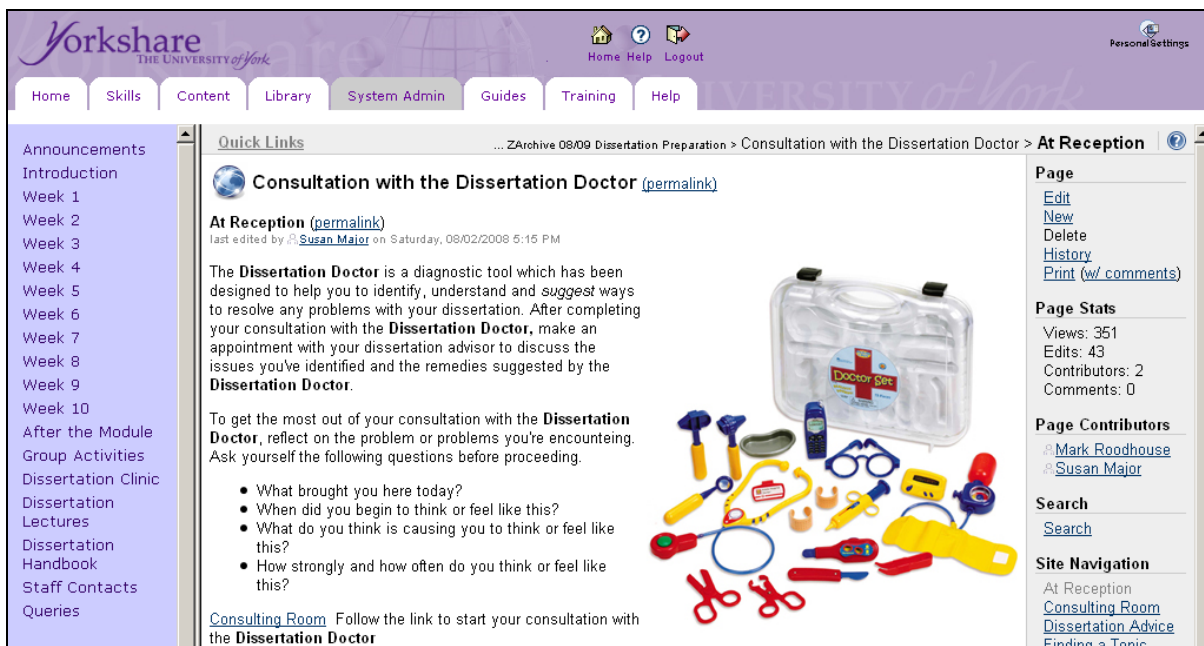 Yorkshare
THE UNIVERSITY of York
Home Help Logout
Personal Settings
Home Skills Content Library System Admin Guides Training Help
Announcements
Introduction
Week 1
Week 2
Week 3
Week 4
Week 5
Week 6
Week 7
Week 8
Week 9
Week 10
After the Module
Group Activities
Dissertation Clinic
Dissertation
Lectures
Dissertation
Handbook
Staff Contacts
Queries
Quick Links
... ZArchive 08/09 Dissertation Preparation > Consultation with the Dissertation Doctor > At Reception
Consultation with the Dissertation Doctor (permalink)
At Reception (permalink)
last edited by Susan Major on Saturday, 08/02/2008 5:15 PM
The Dissertation Doctor is a diagnostic tool which has been
designed to help you to identify, understand and suggest ways
to resolve any problems with your dissertation. After completing
your consultation with the Dissertation Doctor, make an
appointment with your dissertation advisor to discuss the
issues you've identified and the remedies suggested by the
Dissertation Doctor.
To get the most out of your consultation with the Dissertation
Doctor, reflect on the problem or problems you're encounteing.
Ask yourself the following questions before proceeding.
• What brought you here today?
• When did you begin to think or feel like this?
• What do you think is causing you to think or feel like
this?
• How strongly and how often do you think or feel like
this?
Consulting Room Follow the link to start your consultation with
the Dissertation Doctor
Doctor Set
Page
Edit
New
Delete
History
Print (w/ comments)
Page Stats
Views: 351
Edits: 43
Contributors: 2
Comments: 0
Page Contributors
Mark Roodhouse
Susan Major
Search
Search
Site Navigation
At Reception
Consulting Room
Dissertation Advice
Finding a Topic